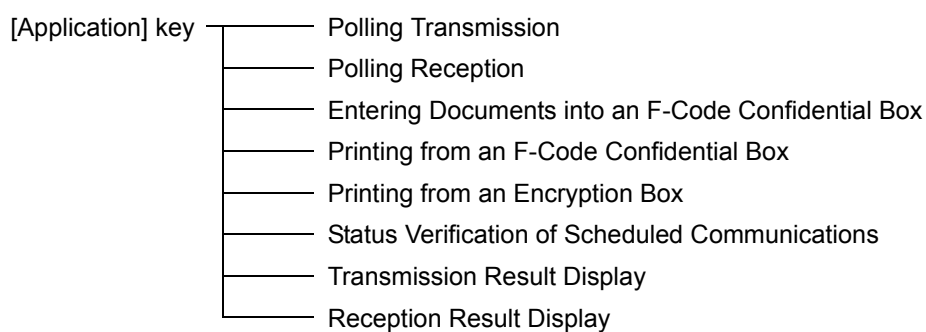 [Application] key Polling Transmission
Polling Reception
Entering Documents into an F-Code Confidential Box
Printing from an F-Code Confidential Box
Printing from an Encryption Box
Status Verification of Scheduled Communications
Transmission Result Display
Reception Result Display